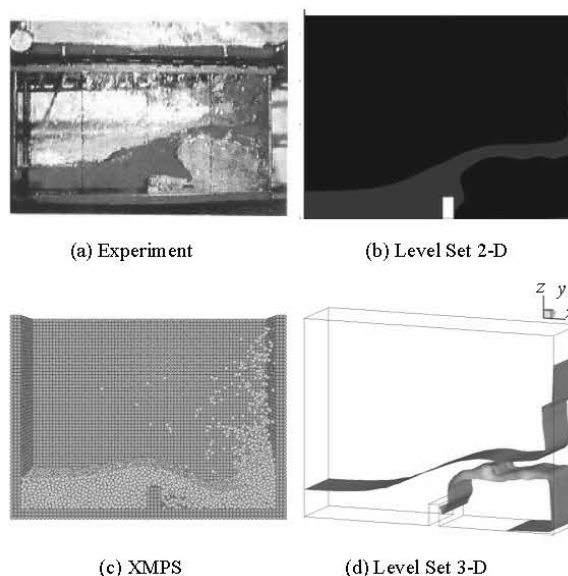 (a) Experiment
(b) Level Set 2-D
z y
(c) XMPS
(d) Level Set 3-D